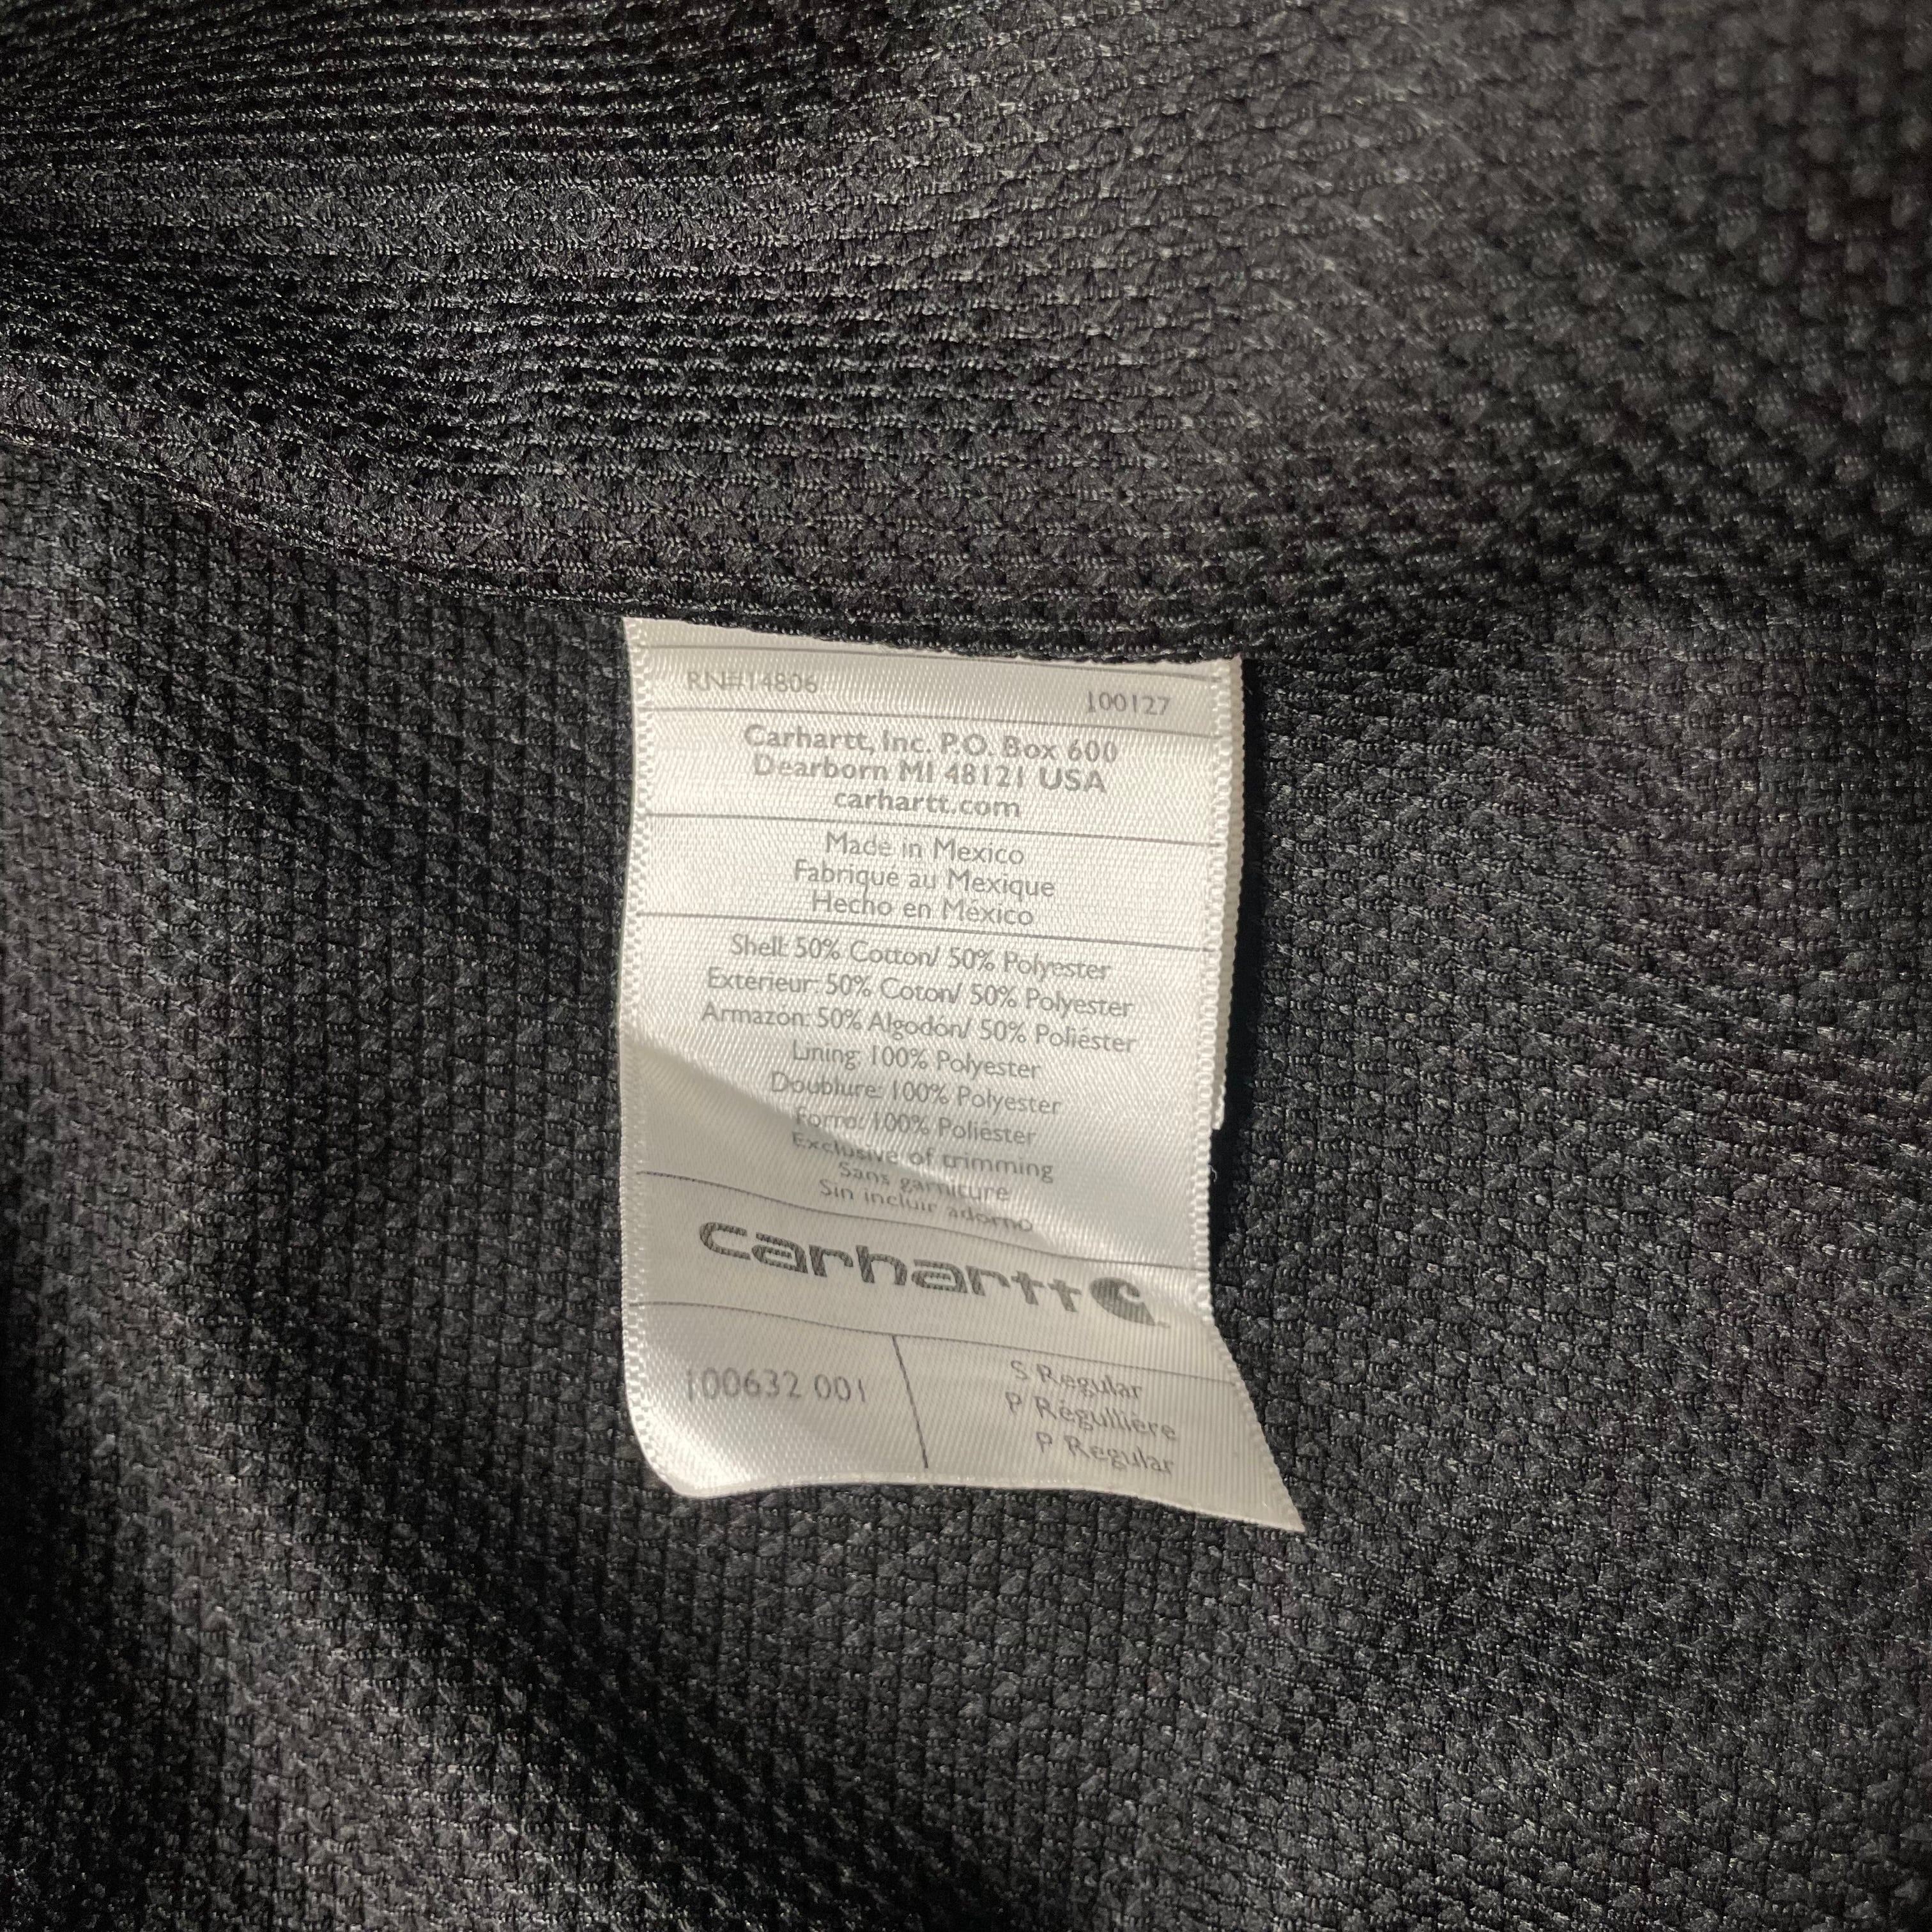 RN#14806 100127
Carhartt, Inc. P.O. Box 600
Dearborn MI 48121 USA
carhartt.com
Made in Mexico
Fabriqué au Mexique
Hecho en México
Shell: 50% Cotton/ 50% Polyester
Extérieur: 50% Coton/ 50% Polyester
Armazon: 50% Algodón/ 50% Poliéster
Lining: 100% Polyester
Doublure: 100% Polyester
Forro: 100% Poliéster
Exclusive of trimming
Sans garniture
Sin incluir adorno
carhartt
100632 001
S Regular
P Régullière
P Regular